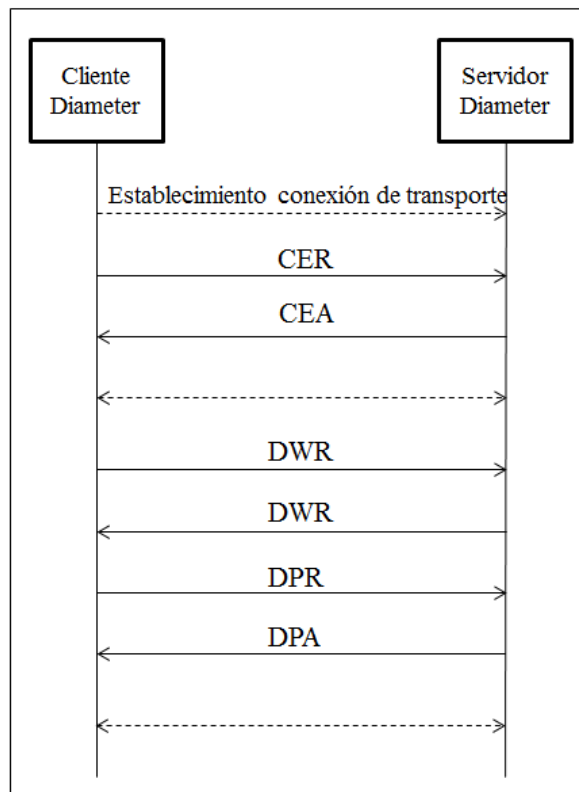 Cliente
Diameter
Servidor
Diameter
Establecimiento conexión de transporte
CER
CEA
DWR
DWR
DPR
DPA